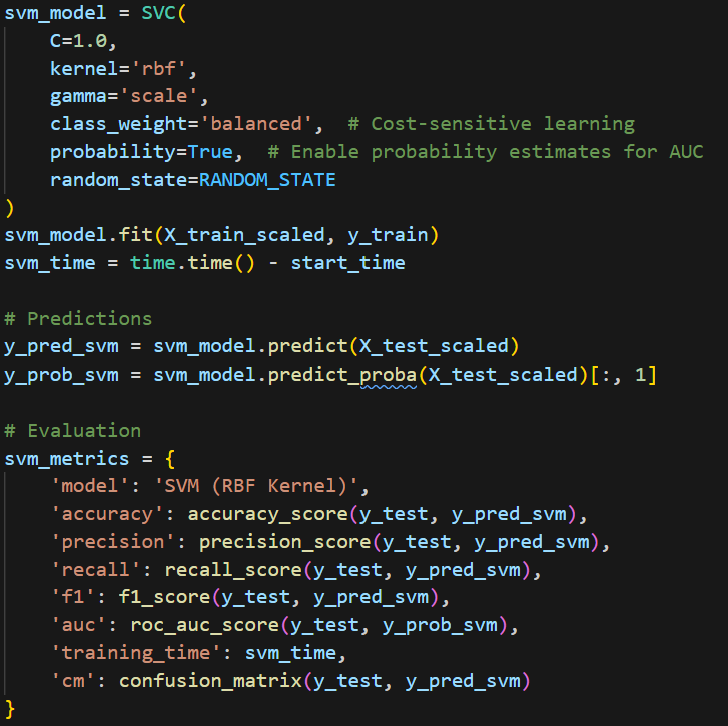 svm_model = SVC(
    C=1.0,
    kernel='rbf',
    gamma='scale',
    class_weight='balanced',  # Cost-sensitive learning
    probability=True,  # Enable probability estimates for AUC
    random_state=RANDOM_STATE
)
svm_model.fit(X_train_scaled, y_train)
svm_time = time.time() - start_time

# Predictions
y_pred_svm = svm_model.predict(X_test_scaled)
y_prob_svm = svm_model.predict_proba(X_test_scaled)[:, 1]

# Evaluation
svm_metrics = {
    'model': 'SVM (RBF Kernel)',
    'accuracy': accuracy_score(y_test, y_pred_svm),
    'precision': precision_score(y_test, y_pred_svm),
    'recall': recall_score(y_test, y_pred_svm),
    'f1': f1_score(y_test, y_pred_svm),
    'auc': roc_auc_score(y_test, y_prob_svm),
    'training_time': svm_time,
    'cm': confusion_matrix(y_test, y_pred_svm)
}